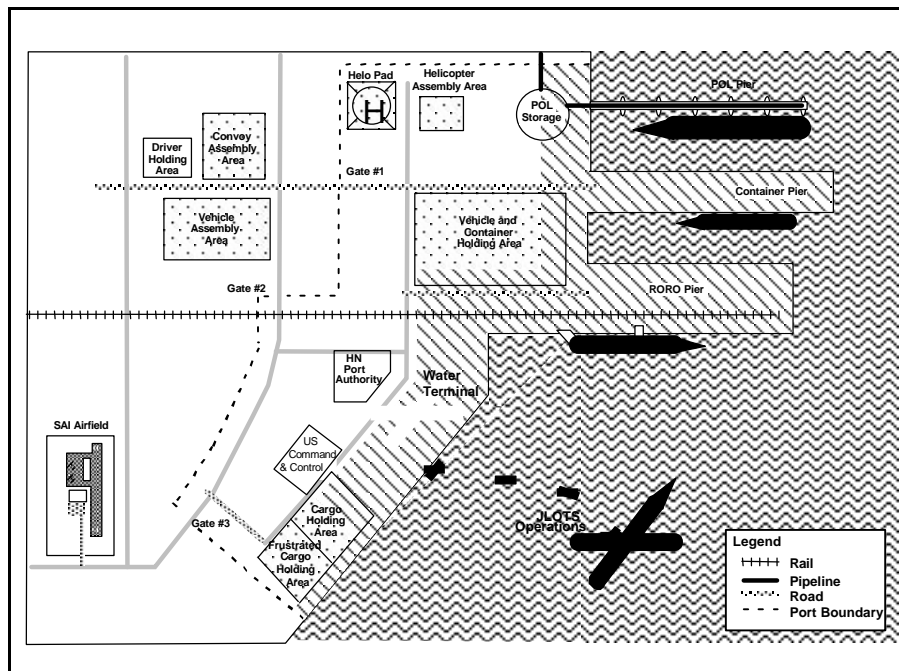 Helo Pad
H
Helicopter
Assembly Area
POL
Storage
POL Pier
Driver
Holding
Area
Convoy
Assembly
Area
Gate #1
Container Pier
Vehicle
Assembly
Area
Vehicle and
Container
Holding Area
Gate #2
RORO Pier
HN
Port
Authority
Water
Terminal
SAI Airfield
US
Command
& Control
Cargo
Holding
Area
Gate #3
Frustrated
Cargo
Holding
Area
JLOTS
Operations
Legend
Rail
Pipeline
Road
Port Boundary